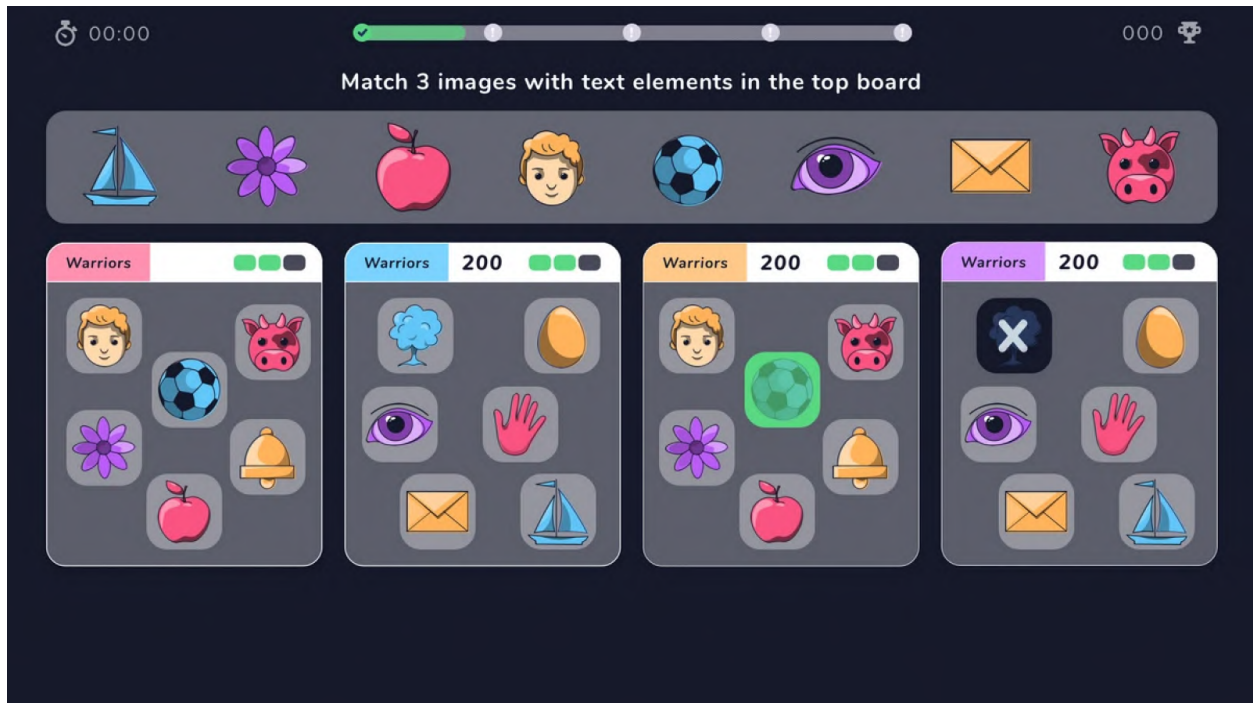 00:00
000
Match 3 images with text elements in the top board
Warriors
Warriors 200
Warriors 200
Warriors 200